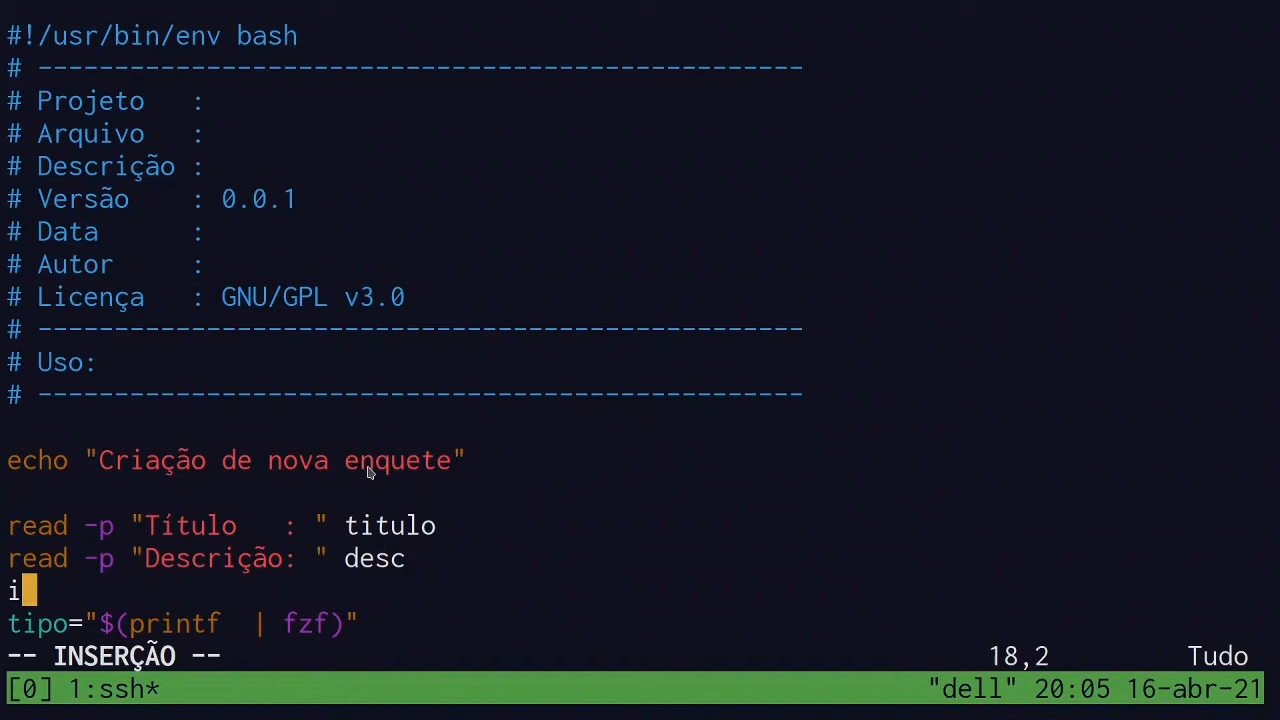 #!/usr/bin/env bash
# --------------------------------------------------
# Projeto   :
# Arquivo   :
# Descrição :
# Versão    : 0.0.1
# Data      :
# Autor     :
# Licença   : GNU/GPL v3.0
# --------------------------------------------------
# Uso:
# --------------------------------------------------
echo "Criação de nova enquete"
read -p "Título   : " titulo
read -p "Descrição: " desc
i
tipo="$(printf  | fzf)"
-- INSERÇÃO -- 18,2 Tudo
[0] 1:ssh* "dell" 20:05 16-abr-21